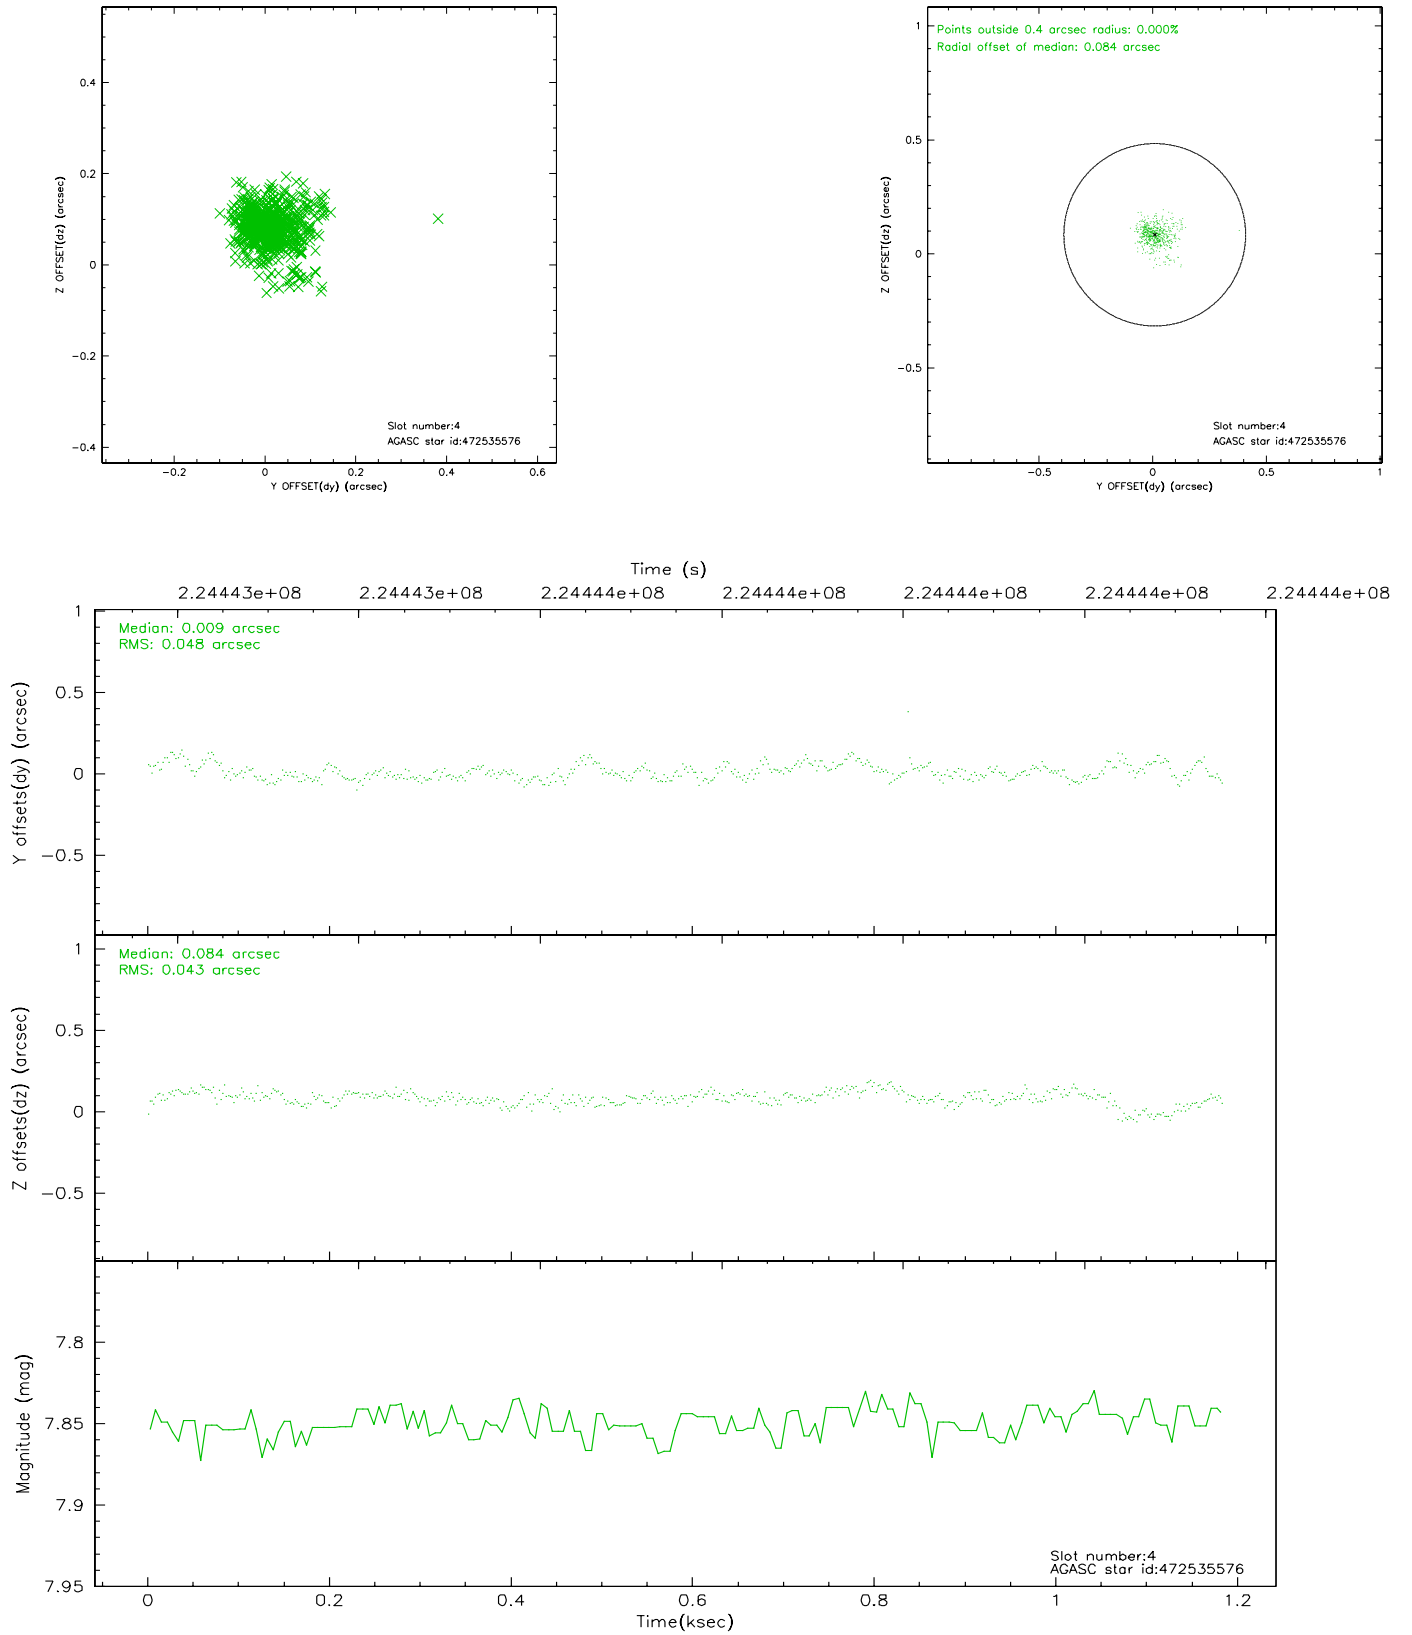 0.4
0.2
0
−0.2
−0.4
Z OFFSET(dz) (arcsec)
Slot number:4
AGASC star id:472535576
−0.2 0 0.2 0.4 0.6
Y OFFSET(dy) (arcsec)
Points outside 0.4 arcsec radius: 0.000%
Radial offset of median: 0.084 arcsec
1
0.5
0
−0.5
Z OFFSET(dz) (arcsec)
Slot number:4
AGASC star id:472535576
−0.5 0 0.5 1
Y OFFSET(dy) (arcsec)
Time (s)
2.24443e+08 2.24443e+08 2.24444e+08 2.24444e+08 2.24444e+08 2.24444e+08 2.24444e+08
Median: 0.009 arcsec
RMS: 0.048 arcsec
1
0.5
0
−0.5
Y offsets(dy) (arcsec)
Median: 0.084 arcsec
RMS: 0.043 arcsec
1
0.5
0
−0.5
Z offsets(dz) (arcsec)
7.8
7.85
7.9
7.95
Magnitude (mag)
Slot number:4
AGASC star id:472535576
0 0.2 0.4 0.6 0.8 1 1.2
Time(ksec)